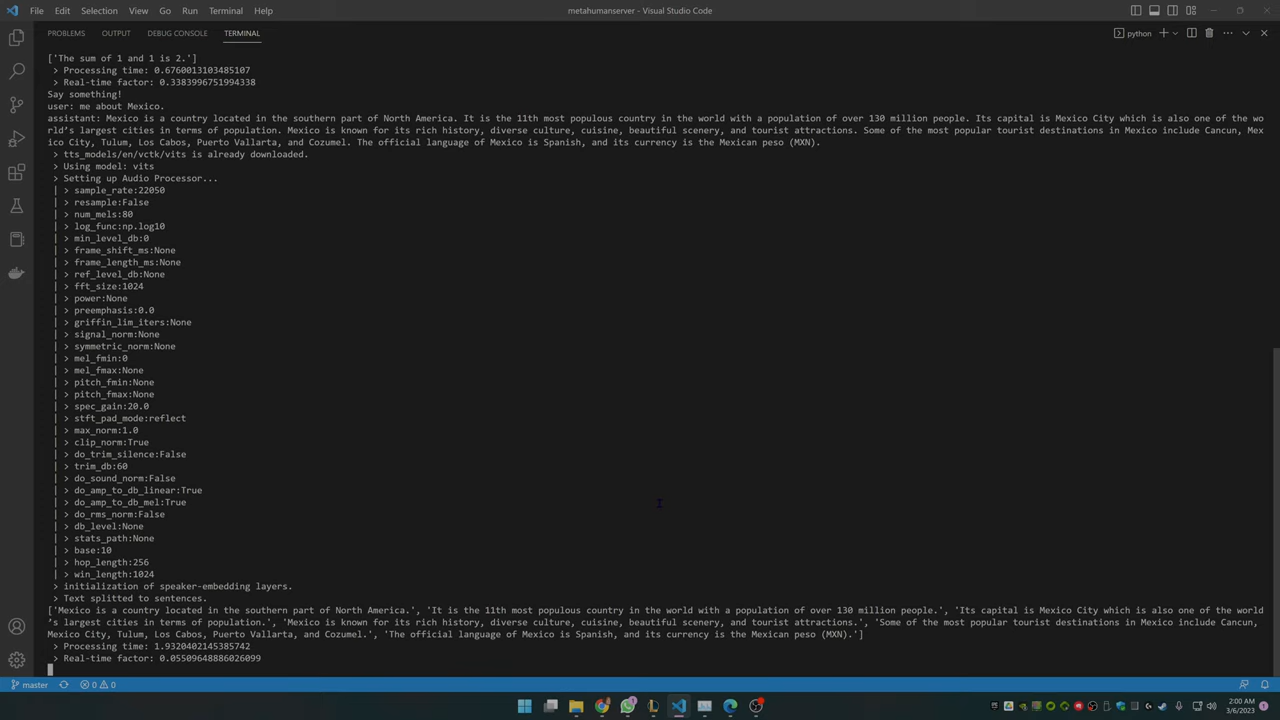 File Edit Selection View Go Run Terminal Help
metahumanserver - Visual Studio Code
PROBLEMS OUTPUT DEBUG CONSOLE TERMINAL
python
['The sum of 1 and 1 is 2.']
> Processing time: 0.6760013103485107
> Real-time factor: 0.3383996751994338
Say something!
user: me about Mexico.
assistant: Mexico is a country located in the southern part of North America. It is the 11th most populous country in the world with a population of over 130 million people. Its capital is Mexico City which is also one of the wo
rld's largest cities in terms of population. Mexico is known for its rich history, diverse culture, cuisine, beautiful scenery, and tourist attractions. Some of the most popular tourist destinations in Mexico include Cancun, Mex
ico City, Tulum, Los Cabos, Puerto Vallarta, and Cozumel. The official language of Mexico is Spanish, and its currency is the Mexican peso (MXN).
> tts_models/en/vctk/vits is already downloaded.
> Using model: vits
> Setting up Audio Processor...
| > sample_rate:22050
| > resample:False
| > num_mels:80
| > log_func:np.log10
| > min_level_db:0
| > frame_shift_ms:None
| > frame_length_ms:None
| > ref_level_db:None
| > fft_size:1024
| > power:None
| > preemphasis:0.0
| > griffin_lim_iters:None
| > signal_norm:None
| > symmetric_norm:None
| > mel_fmin:0
| > mel_fmax:None
| > pitch_fmin:None
| > pitch_fmax:None
| > spec_gain:20.0
| > stft_pad_mode:reflect
| > max_norm:1.0
| > clip_norm:True
| > do_trim_silence:False
| > trim_db:60
| > do_sound_norm:False
| > do_amp_to_db_linear:True
| > do_amp_to_db_mel:True
| > do_rms_norm:False
| > db_level:None
| > stats_path:None
| > base:10
| > hop_length:256
| > win_length:1024
> initialization of speaker-embedding layers.
> Text splitted to sentences.
['Mexico is a country located in the southern part of North America.', 'It is the 11th most populous country in the world with a population of over 130 million people.', 'Its capital is Mexico City which is also one of the world
's largest cities in terms of population.', 'Mexico is known for its rich history, diverse culture, cuisine, beautiful scenery, and tourist attractions.', 'Some of the most popular tourist destinations in Mexico include Cancun, 
Mexico City, Tulum, Los Cabos, Puerto Vallarta, and Cozumel.', 'The official language of Mexico is Spanish, and its currency is the Mexican peso (MXN).']
> Processing time: 1.9320402145385742
> Real-time factor: 0.05509648886026099
master 0 0
2:00 AM
3/6/2023